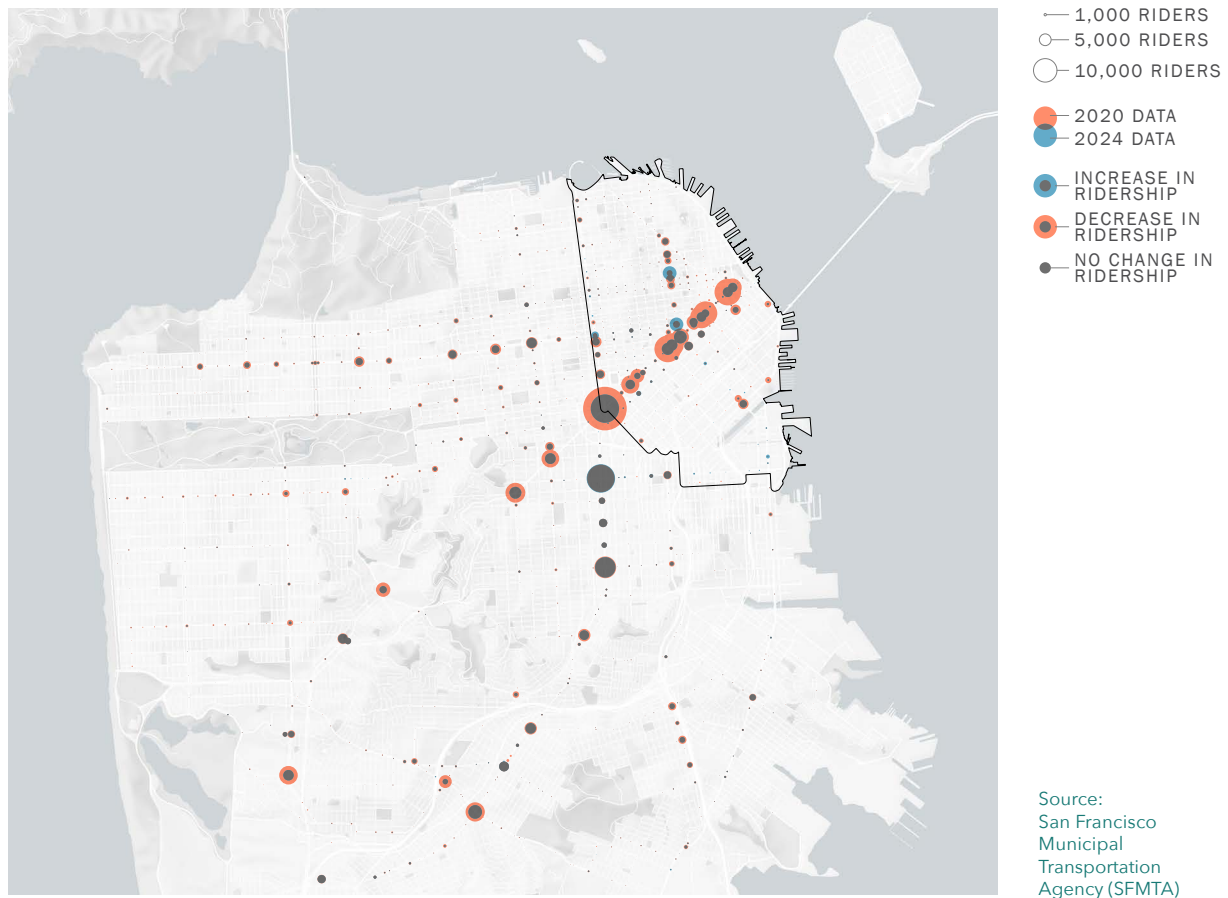 1,000 RIDERS
5,000 RIDERS
10,000 RIDERS
2020 DATA
2024 DATA
INCREASE IN
RIDERSHIP
DECREASE IN
RIDERSHIP
NO CHANGE IN
RIDERSHIP
Source:
San Francisco
Municipal
Transportation
Agency (SFMTA)